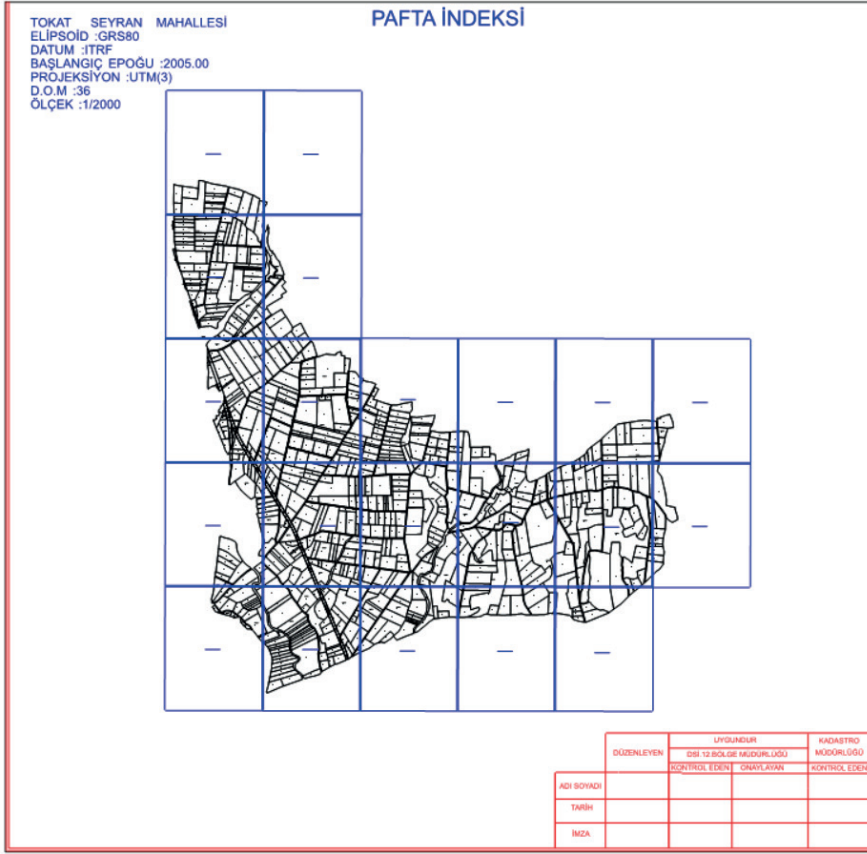 PAFTA İNDEKSİ
TOKAT SEYRAN MAHALLESİ
ELİPSOİD :GRS80
DATUM :ITRF
BAŞLANGIÇ EPOĞU :2005.00
PROJEKSİYON :UTM(3)
D.O.M :36
ÖLÇEK :1/2000
DÜZENLEYEN
UYGUNDUR
DSİ.12.BÖLGE MÜDÜRLÜĞÜ
KONTROL EDEN
ONAYLAYAN
KADASTRO
MÜDÜRLÜĞÜ
KONTROL EDEN
ADI SOYADI
TARİH
İMZA